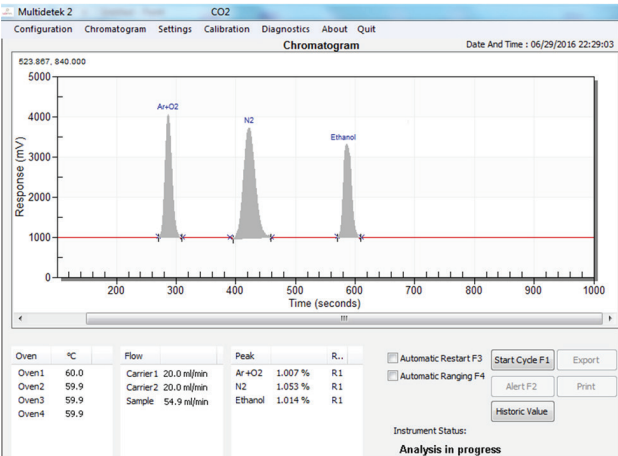 Multidetek 2
CO2
Configuration Chromatogram Settings Calibration Diagnostics About Quit
Chromatogram
Date And Time : 06/29/2016 22:29:03
523.867, 840.000
5000
4000
3000
2000
1000
0
Response (mV)
Ar+O2
N2
Ethanol
200 300 400 500 600 700 800 900 1000
Time (seconds)
Oven °C
Oven1 60.0
Oven2 59.9
Oven3 59.9
Oven4 59.9
Flow
Carrier1 20.0 ml/min
Carrier2 20.0 ml/min
Sample 54.9 ml/min
Peak R..
Ar+O2 1.007 % R1
N2 1.053 % R1
Ethanol 1.014 % R1
Automatic Restart F3
Automatic Ranging F4
Start Cycle F1
Export
Alert F2
Print
Historic Value
Instrument Status:
Analysis in progress